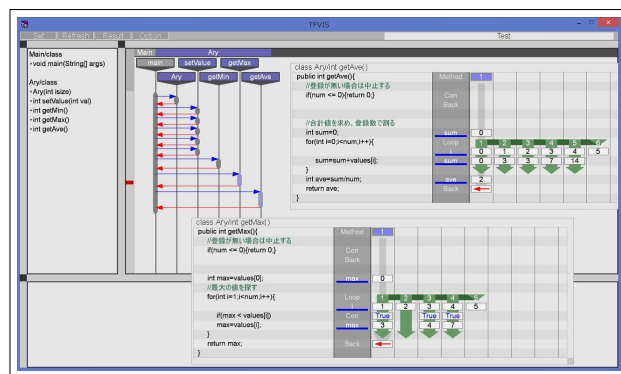 TFVIS
Set Refresh Result Option Test
Main/class
・void main(String[] args)
Ary/class
・Ary(int isize)
・int setValue(int val)
・int getMin()
・int getMax()
・int getAve()
Main Ary
main setValue getMax
Ary getMin getAve
class Ary/int getAve()
public int getAve(){ Method 1
//登録が無い場合は中止する
if(num <= 0){return 0;} Con
Back
//合計値を求め、登録数で割る
int sum=0; sum 0
for(int i=0;i<num;i++){ Loop 1 2 3 4 5 6
i 0 1 2 3 4 5
sum=sum+values[i]; sum 0 3 3 7 14
}
int ave=sum/num; ave 2
return ave; Back
}
class Ary/int getMax()
public int getMax(){ Method 1
//登録が無い場合は中止する
if(num <= 0){return 0;} Con
Back
int max=values[0]; max 0
//最大の値を探す
for(int i=1;i<num;i++){ Loop 1 2 3 4 5
i 1 2 3 4 5
if(max < values[i]) Con True True True
max=values[i]; max 3 4 7
}
return max; Back
}